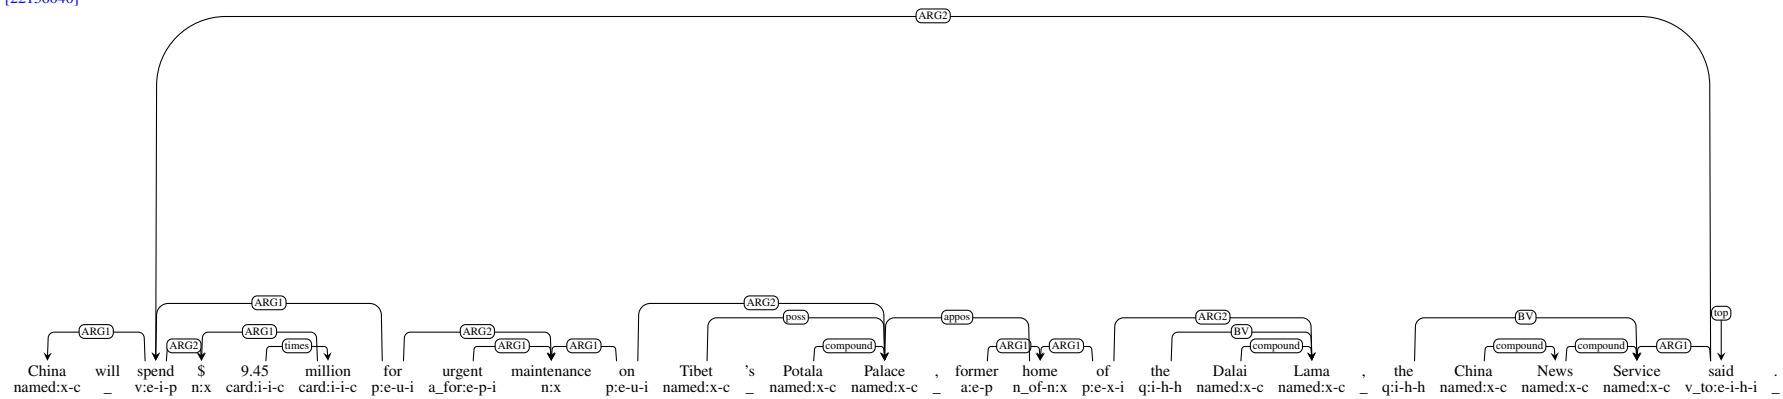 [22138040]
ARG2
ARG1 ARG2 poss appos ARG2 BV BV top
ARG1 ARG2 ARG1 times ARG2 ARG1 ARG1 compound ARG1 ARG1 compound compound compound ARG1
China will spend $ 9.45 million for urgent maintenance on Tibet 's Potala Palace , former home of the Dalai Lama , the China News Service said .
named:x-c _ v:e-i-p n:x card:i-i-c card:i-i-c p:e-u-i a_for:e-p-i n:x p:e-u-i named:x-c _ named:x-c named:x-c _ a:e-p n_of-n:x p:e-x-i q:i-h-h named:x-c named:x-c _ q:i-h-h named:x-c named:x-c named:x-c v_to:e-i-h-i _